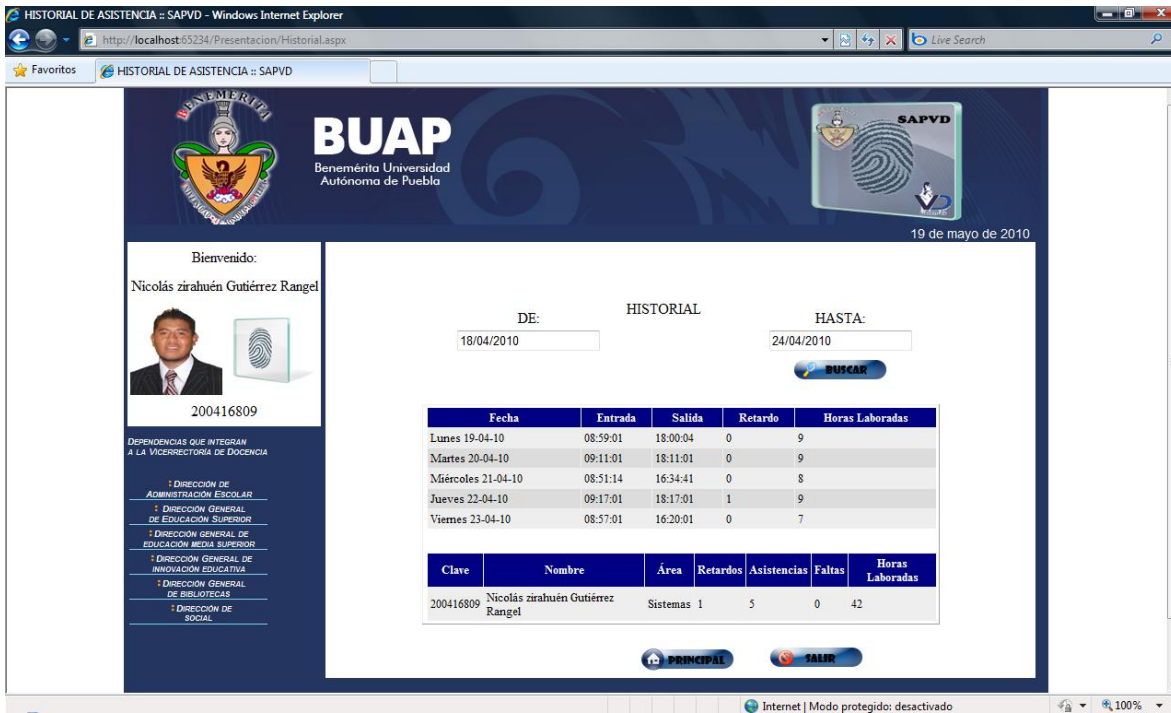 HISTORIAL DE ASISTENCIA :: SAPVD - Windows Internet Explorer
http://localhost:65234/Presentacion/Historial.aspx
Live Search
Favoritos
HISTORIAL DE ASISTENCIA :: SAPVD
BENEMERITA
BUAP
Benemérita Universidad
Autónoma de Puebla
SAPVD
VD
19 de mayo de 2010
Bienvenido:
Nicolás zirahuén Gutiérrez Rangel
200416809
DEPENDENCIAS QUE INTEGRAN
A LA VICERRECTORÍA DE DOCENCIA
DIRECCIÓN DE
ADMINISTRACIÓN ESCOLAR
DIRECCIÓN GENERAL
DE EDUCACIÓN SUPERIOR
DIRECCIÓN GENERAL DE
EDUCACIÓN MEDIA SUPERIOR
DIRECCIÓN GENERAL DE
INNOVACIÓN EDUCATIVA
DIRECCIÓN GENERAL
DE BIBLIOTECAS
DIRECCIÓN DE
SOCIAL
HISTORIAL
DE: HASTA:
18/04/2010 24/04/2010
BUSCAR
Fecha Entrada Salida Retardo Horas Laboradas
Lunes 19-04-10 08:59:01 18:00:04 0 9
Martes 20-04-10 09:11:01 18:11:01 0 9
Miércoles 21-04-10 08:51:14 16:34:41 0 8
Jueves 22-04-10 09:17:01 18:17:01 1 9
Viernes 23-04-10 08:57:01 16:20:01 0 7
Clave Nombre Área Retardos Asistencias Faltas Horas
Laboradas
200416809 Nicolás zirahuén Gutiérrez
Rangel Sistemas 1 5 0 42
PRINCIPAL SALIR
Internet | Modo protegido: desactivado 100%